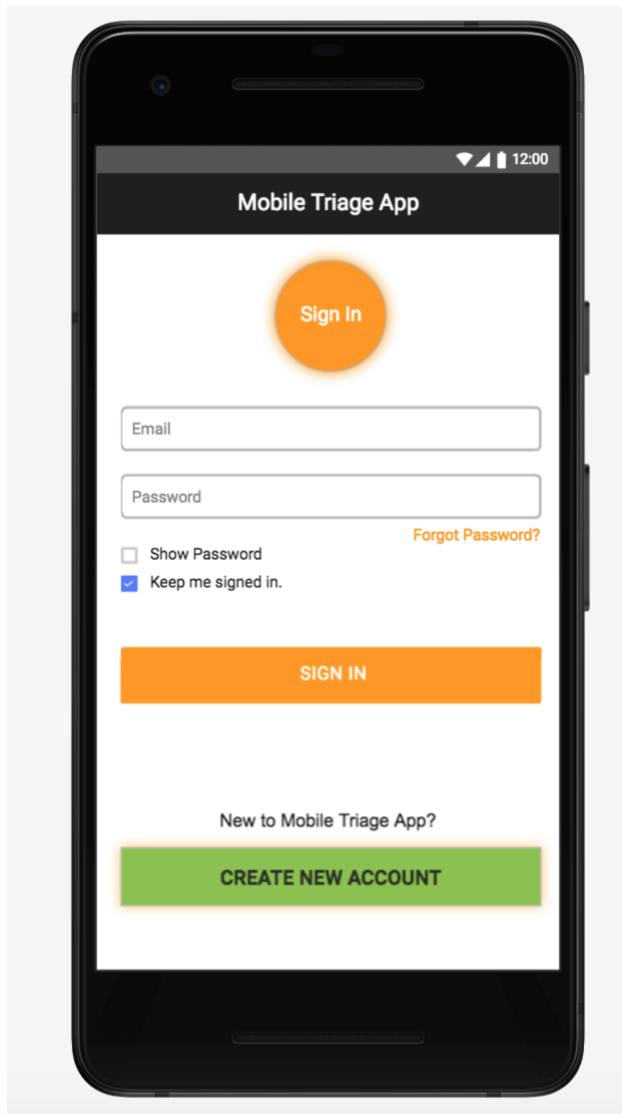 12:00
Mobile Triage App
Sign In
Email
Password
Forgot Password?
Show Password
Keep me signed in.
SIGN IN
New to Mobile Triage App?
CREATE NEW ACCOUNT